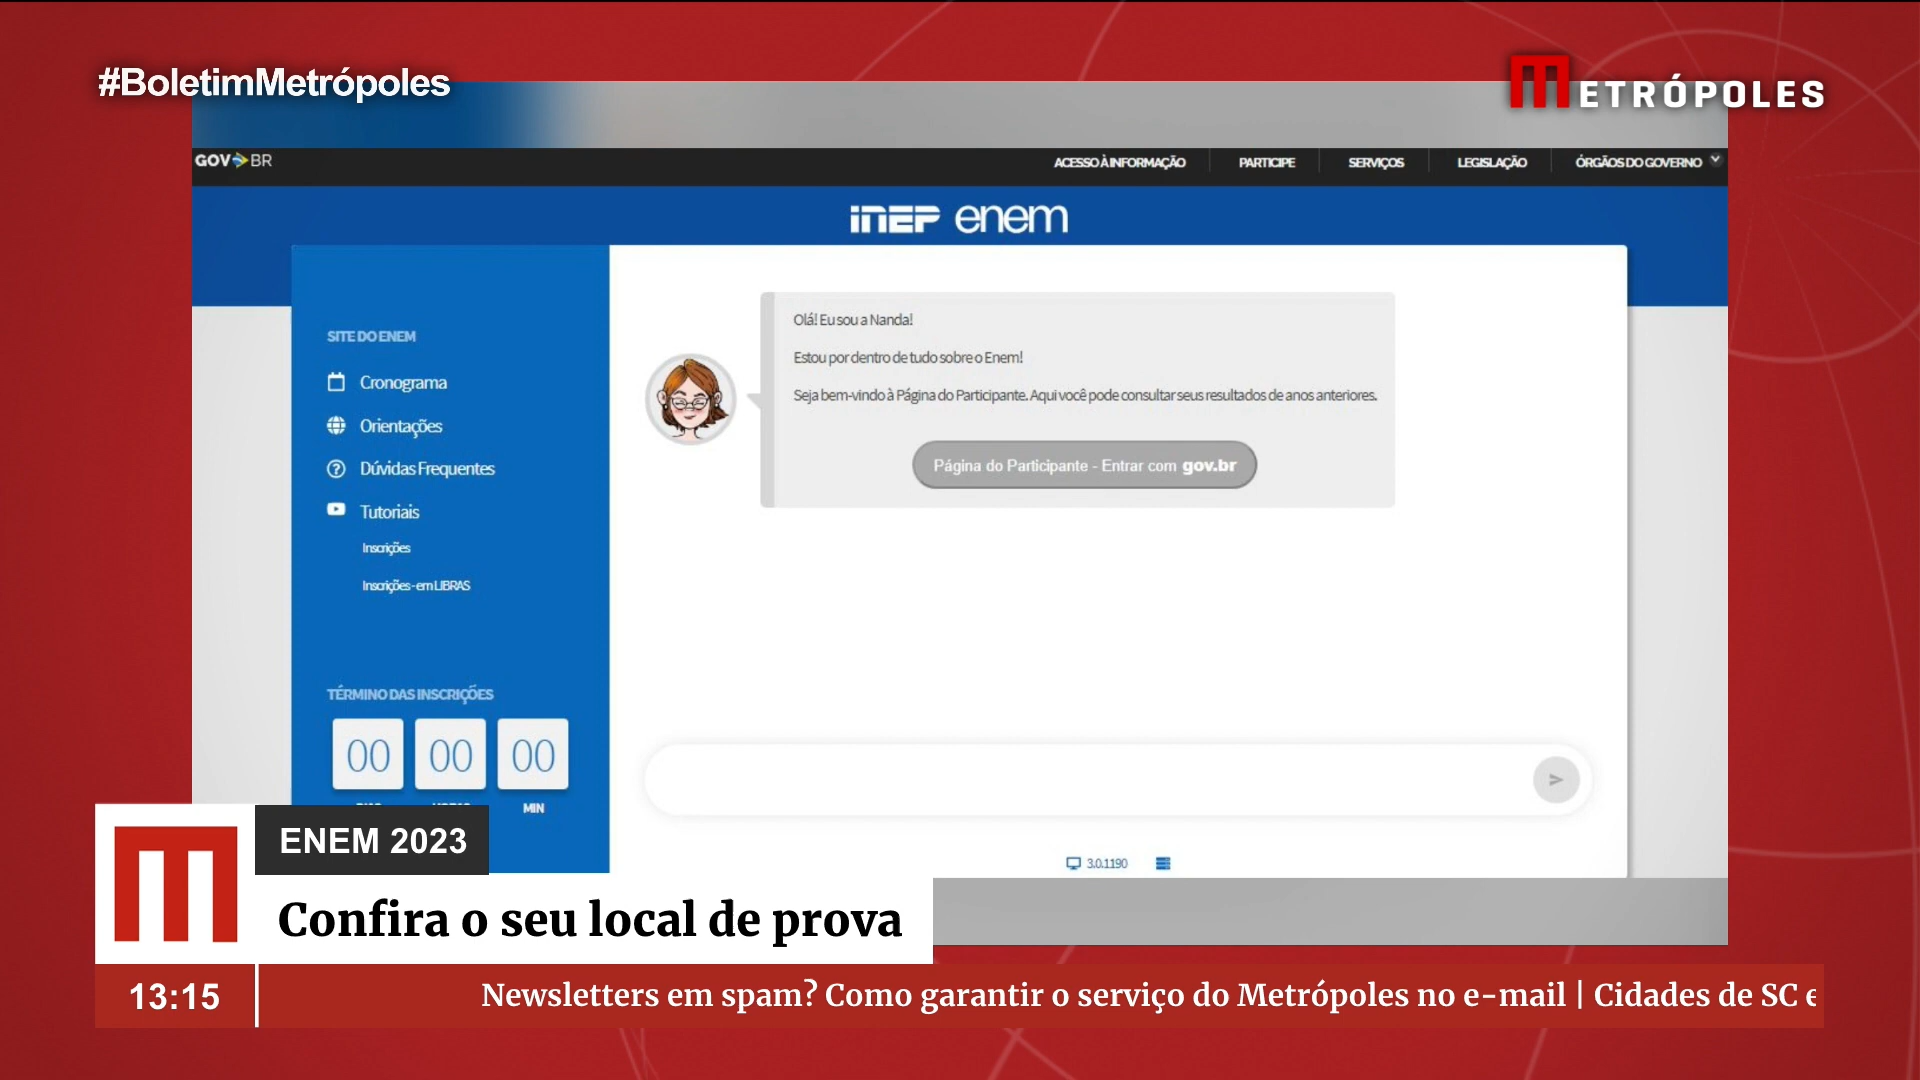 #BoletimMetrópoles
METRÓPOLES
GOV BR
ACESSO À INFORMAÇÃO
PARTICIPE
SERVIÇOS
LEGISLAÇÃO
ÓRGÃOS DO GOVERNO
INEP enem
SITE DO ENEM
Cronograma
Orientações
Dúvidas Frequentes
Tutoriais
Inscrições
Inscrições - em LIBRAS
TÉRMINO DAS INSCRIÇÕES
00 00 00
MIN
Olá! Eu sou a Nanda!
Estou por dentro de tudo sobre o Enem!
Seja bem-vindo à Página do Participante. Aqui você pode consultar seus resultados de anos anteriores.
Página do Participante - Entrar com gov.br
3.0.1190
ENEM 2023
Confira o seu local de prova
13:15
Newsletters em spam? Como garantir o serviço do Metrópoles no e-mail | Cidades de SC e